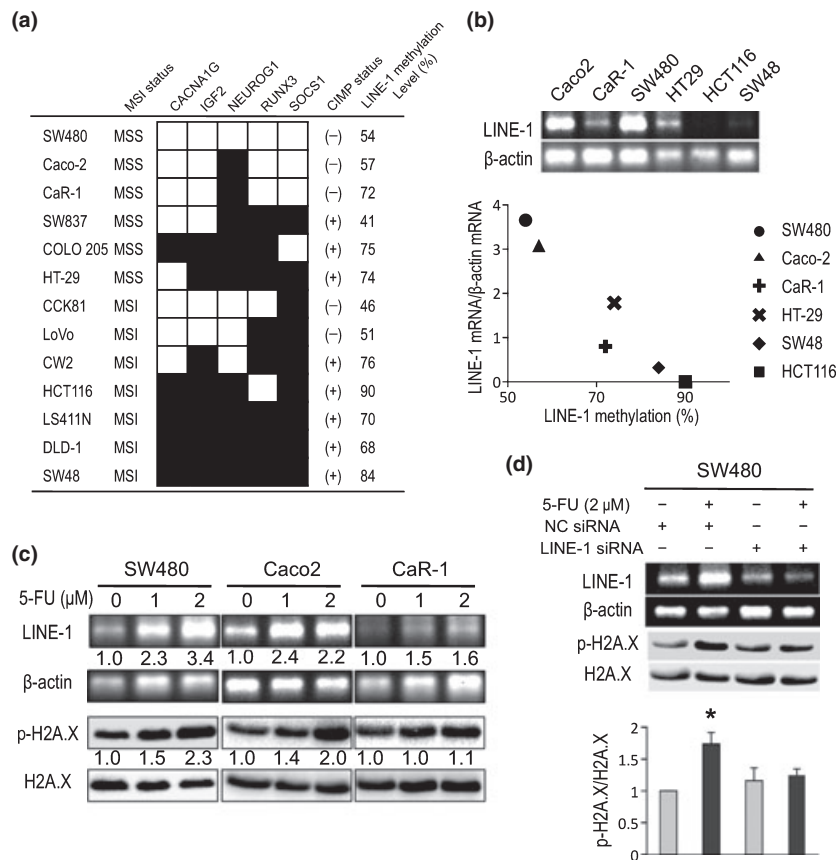 (a)
MSI status
CACNA1G
IGF2
NEUROG1
RUNX3
SOCS1
CIMP status
LINE-1 methylation
Level (%)
SW480 MSS (–) 54
Caco-2 MSS (–) 57
CaR-1 MSS (–) 72
SW837 MSS (+) 41
COLO 205 MSS (+) 75
HT-29 MSS (+) 74
CCK81 MSI (–) 46
LoVo MSI (–) 51
CW2 MSI (+) 76
HCT116 MSI (+) 90
LS411N MSI (+) 70
DLD-1 MSI (+) 68
SW48 MSI (+) 84
(b)
Caco2
CaR-1
SW480
HT29
HCT116
SW48
LINE-1
β-actin
LINE-1 mRNA/β-actin mRNA
4
3
2
1
0
50 70 90
LINE-1 methylation (%)
SW480
Caco-2
CaR-1
HT-29
SW48
HCT116
(c)
SW480 Caco2 CaR-1
5-FU (μM) 0 1 2 0 1 2 0 1 2
LINE-1
1.0 2.3 3.4 1.0 2.4 2.2 1.0 1.5 1.6
β-actin
p-H2A.X
1.0 1.5 2.3 1.0 1.4 2.0 1.0 1.0 1.1
H2A.X
(d)
SW480
5-FU (2 μM) – + – +
NC siRNA + + – –
LINE-1 siRNA – – + +
LINE-1
β-actin
p-H2A.X
H2A.X
p-H2A.X/H2A.X
2
1.5
1
0.5
0
*